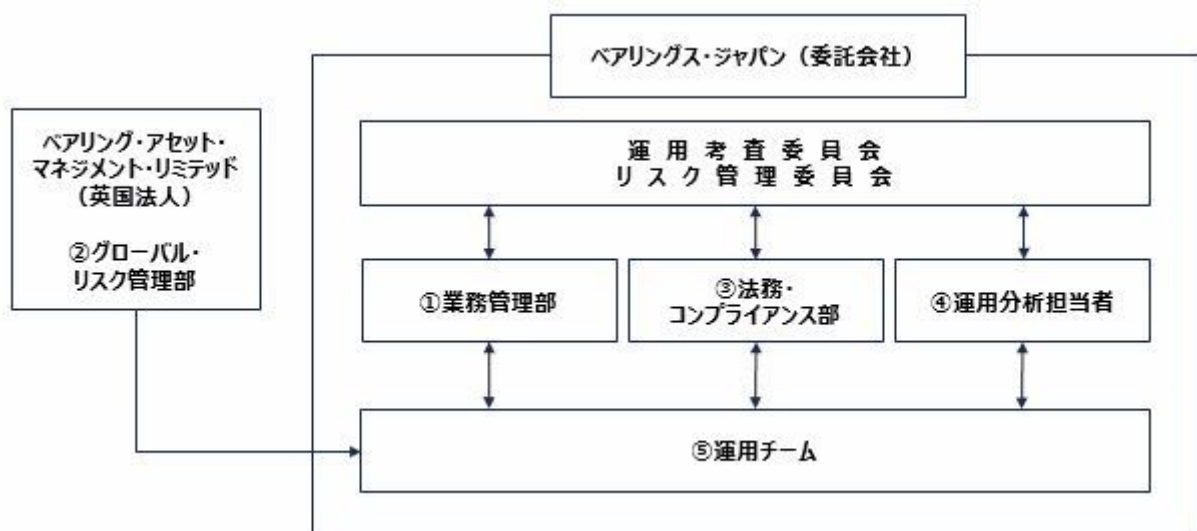 ベアリングス・ジャパン（委託会社）
ベアリング・アセット・
マネジメント・リミテッド
（英国法人）
②グローバル・
リスク管理部
運用考査委員会
リスク管理委員会
①業務管理部
③法務・
コンプライアンス部
④運用分析担当者
⑤運用チーム